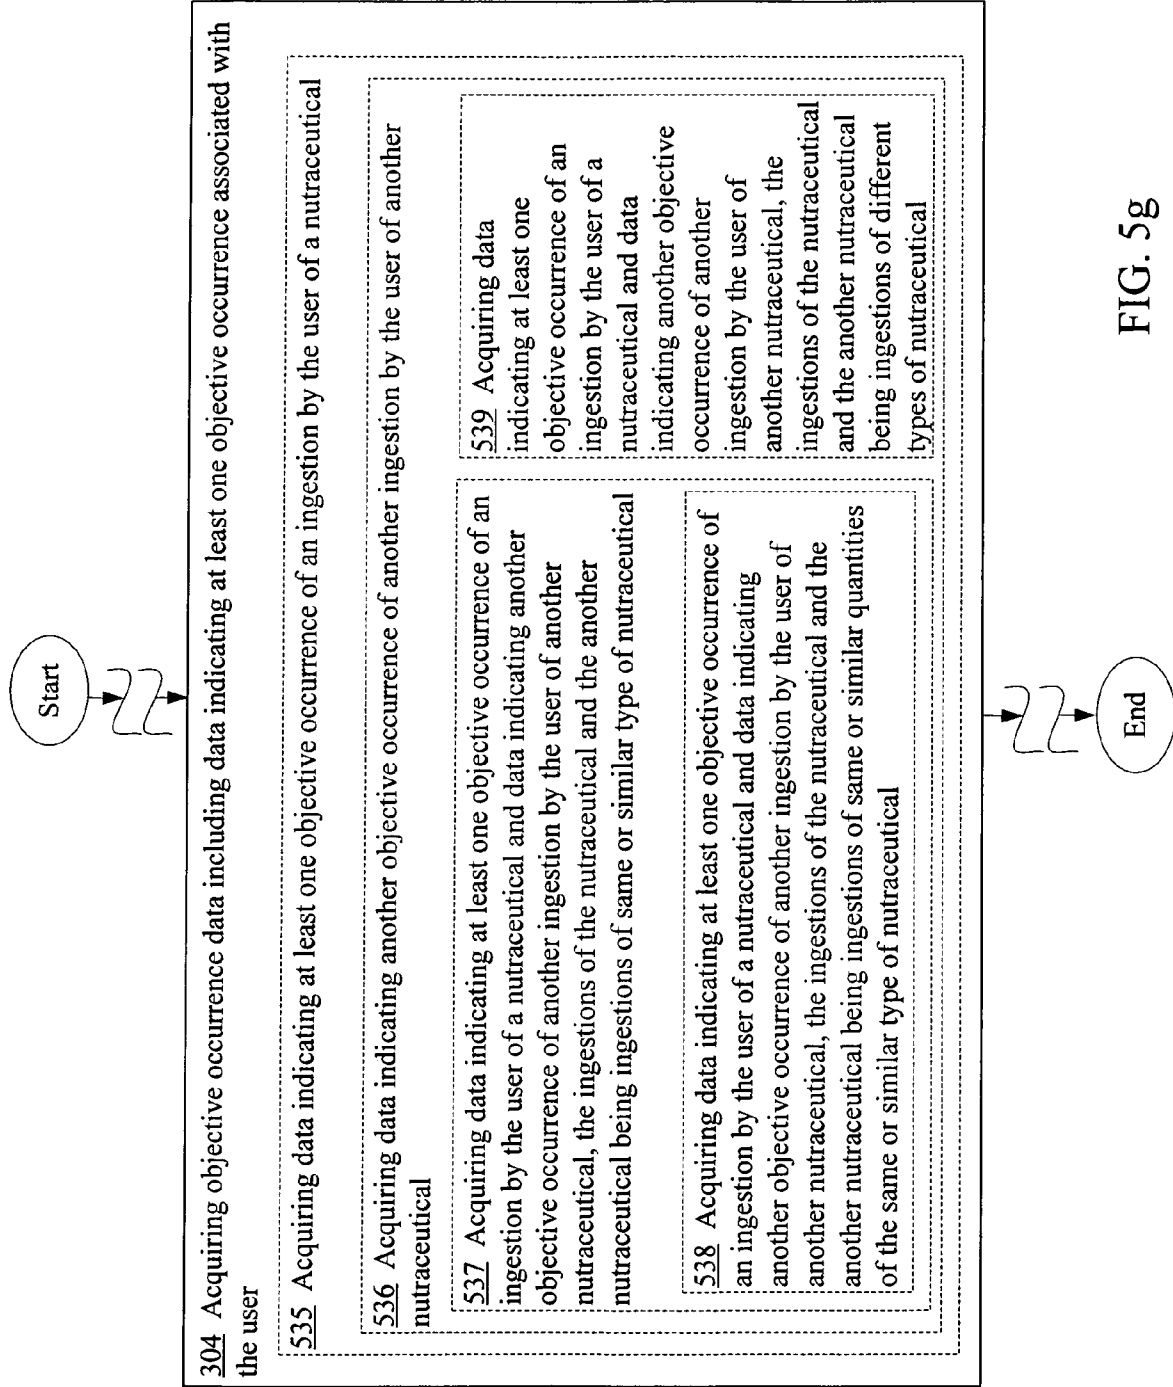 Start
304 Acquiring objective occurrence data including data indicating at least one objective occurrence associated with
the user
535 Acquiring data indicating at least one objective occurrence of an ingestion by the user of a nutraceutical
536 Acquiring data indicating another objective occurrence of another ingestion by the user of another
nutraceutical
537 Acquiring data indicating at least one objective occurrence of an
ingestion by the user of a nutraceutical and data indicating another
objective occurrence of another ingestion by the user of another
nutraceutical, the ingestions of the nutraceutical and the another
nutraceutical being ingestions of same or similar type of nutraceutical
538 Acquiring data indicating at least one objective occurrence of
an ingestion by the user of a nutraceutical and data indicating
another objective occurrence of another ingestion by the user of
another nutraceutical, the ingestions of the nutraceutical and the
another nutraceutical being ingestions of same or similar quantities
of the same or similar type of nutraceutical
539 Acquiring data
indicating at least one
objective occurrence of an
ingestion by the user of a
nutraceutical and data
indicating another objective
occurrence of another
ingestion by the user of
another nutraceutical, the
ingestions of the nutraceutical
and the another nutraceutical
being ingestions of different
types of nutraceutical
End
FIG. 5g